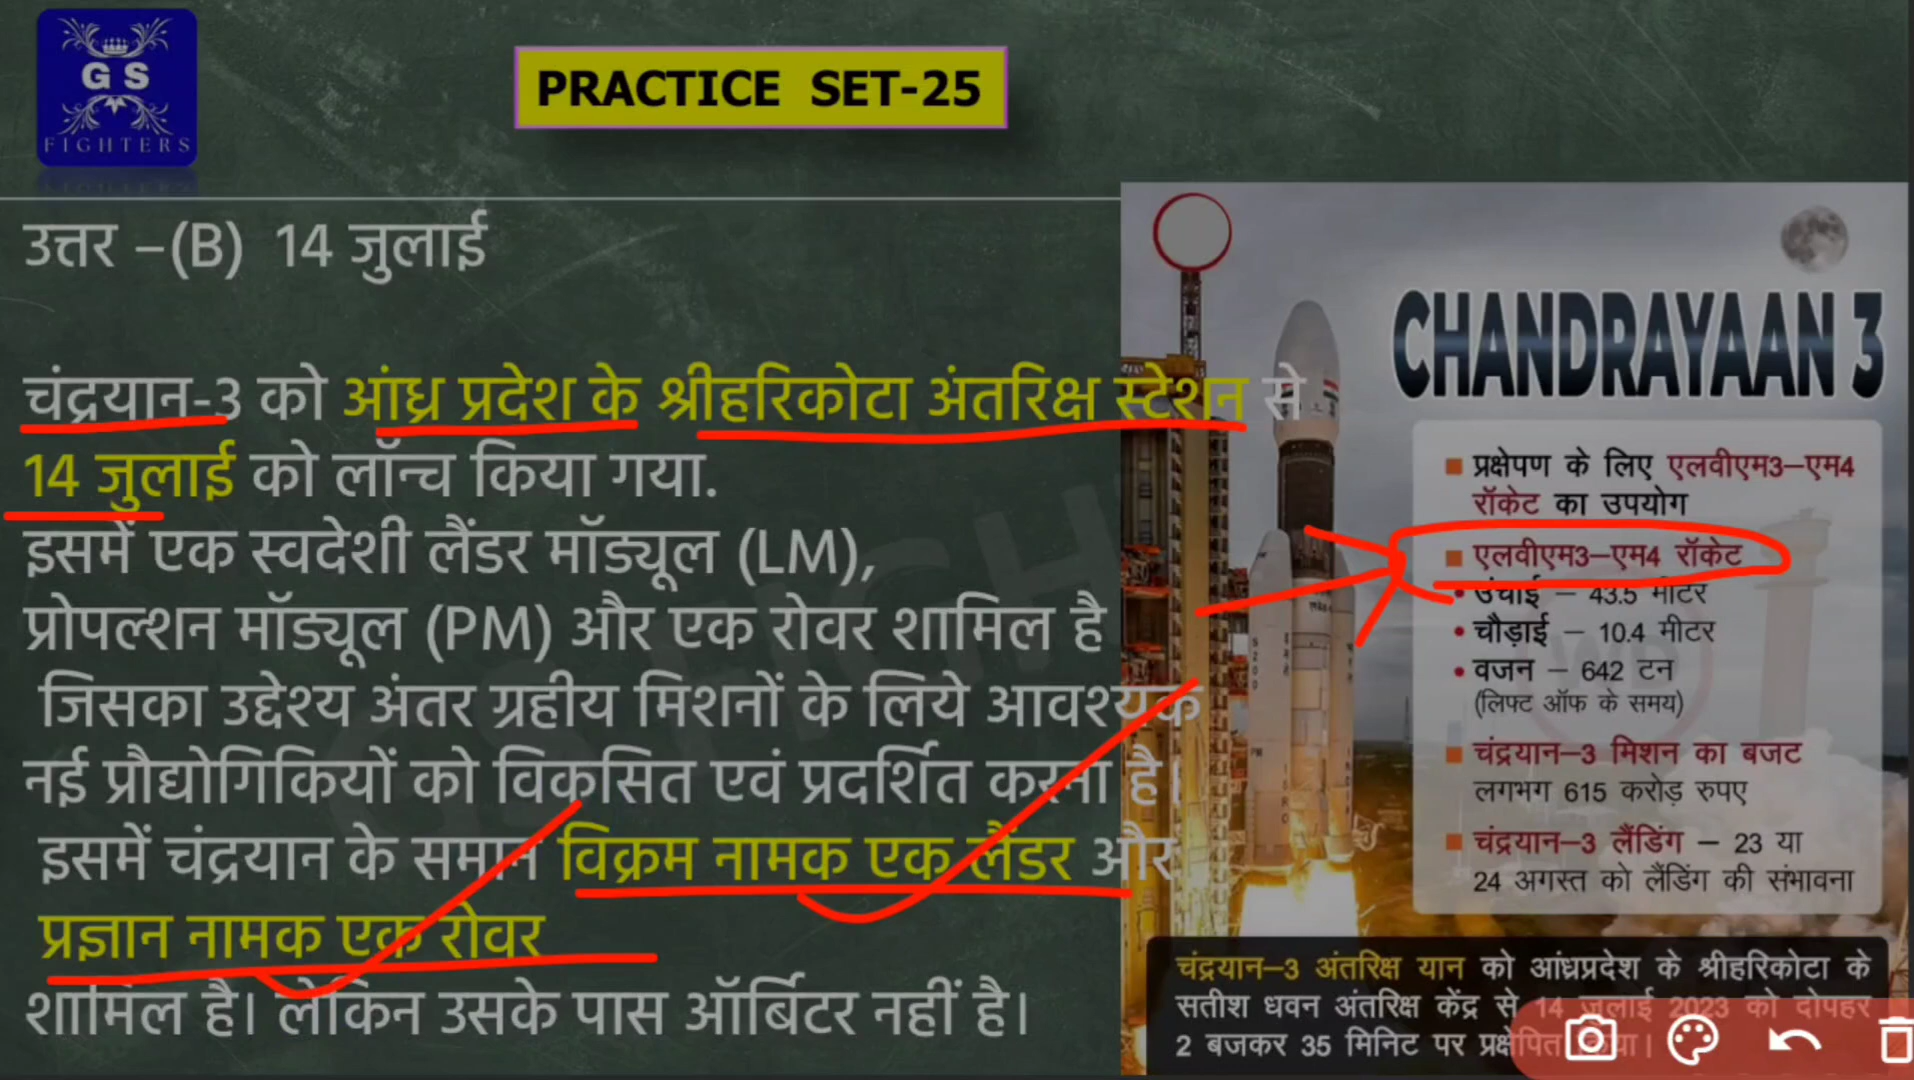 G S
FIGHTERS
PRACTICE SET-25
उत्तर –(B) 14 जुलाई
चंद्रयान-3 को आंध्र प्रदेश के श्रीहरिकोटा अंतरिक्ष स्टेशन से
14 जुलाई को लॉन्च किया गया.
इसमें एक स्वदेशी लैंडर मॉड्यूल (LM),
प्रोपल्शन मॉड्यूल (PM) और एक रोवर शामिल है
जिसका उद्देश्य अंतर ग्रहीय मिशनों के लिये आवश्यक
नई प्रौद्योगिकियों को विकसित एवं प्रदर्शित करना है।
इसमें चंद्रयान के समान विक्रम नामक एक लैंडर और
प्रज्ञान नामक एक रोवर
शामिल है। लेकिन उसके पास ऑर्बिटर नहीं है।
CHANDRAYAAN 3
प्रक्षेपण के लिए एलवीएम3–एम4
रॉकेट का उपयोग
एलवीएम3–एम4 रॉकेट
उंचाई – 43.5 मीटर
चौड़ाई – 10.4 मीटर
वजन – 642 टन
(लिफ्ट ऑफ के समय)
चंद्रयान–3 मिशन का बजट
लगभग 615 करोड़ रुपए
चंद्रयान–3 लैंडिंग – 23 या
24 अगस्त को लैंडिंग की संभावना
चंद्रयान–3 अंतरिक्ष यान को आंध्रप्रदेश के श्रीहरिकोटा के
सतीश धवन अंतरिक्ष केंद्र से 14 जुलाई 2023 को दोपहर
2 बजकर 35 मिनिट पर प्रक्षेपित किया।